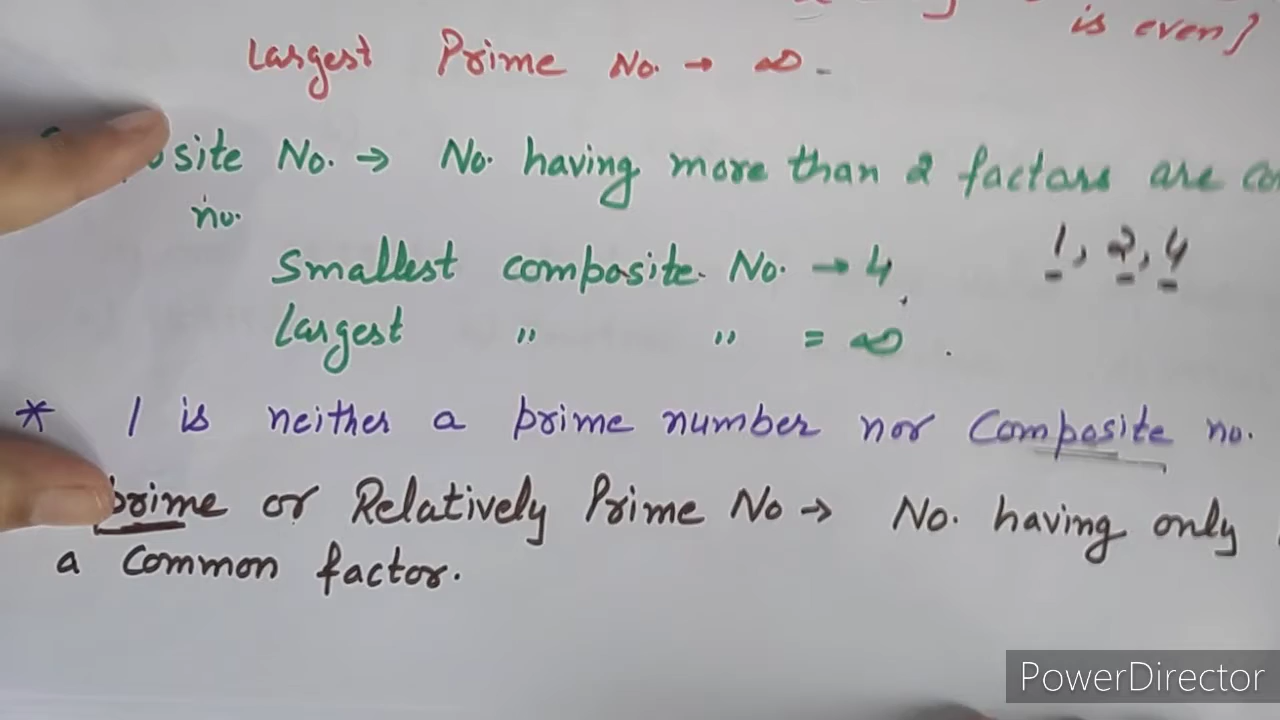 is even]
Largest Prime No. → ∞
site No. → No. having more than 2 factors are co
no.
Smallest composite No. → 4
1, 2, 4
Largest " " = ∞
* 1 is neither a prime number nor Composite no.
prime or Relatively Prime No → No. having only
a common factor.
PowerDirector